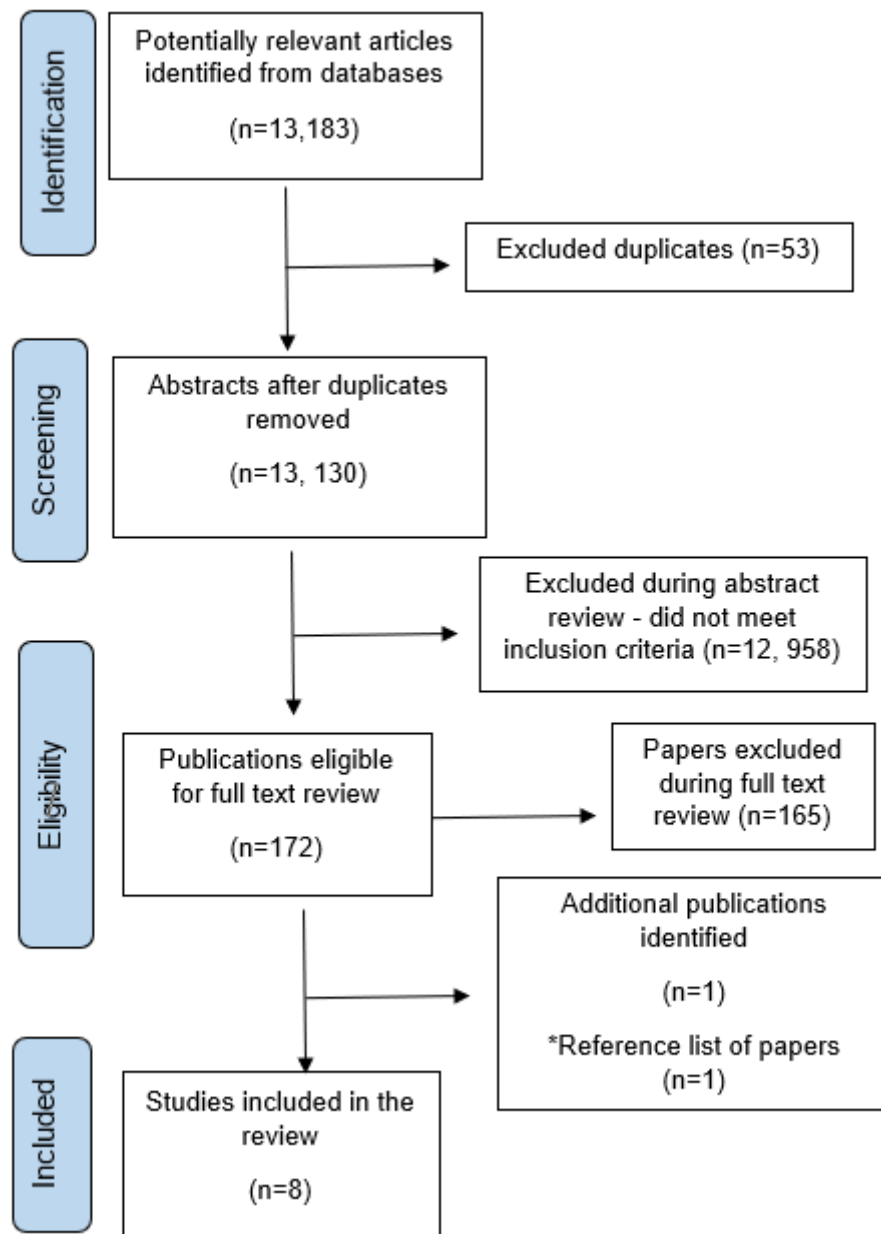 Identification
Potentially relevant articles
identified from databases
(n=13,183)
Excluded duplicates (n=53)
Screening
Abstracts after duplicates
removed
(n=13, 130)
Excluded during abstract
review - did not meet
inclusion criteria (n=12, 958)
Eligibility
Publications eligible
for full text review
(n=172)
Papers excluded
during full text
review (n=165)
Additional publications
identified
(n=1)
*Reference list of papers
(n=1)
Included
Studies included in the
review
(n=8)